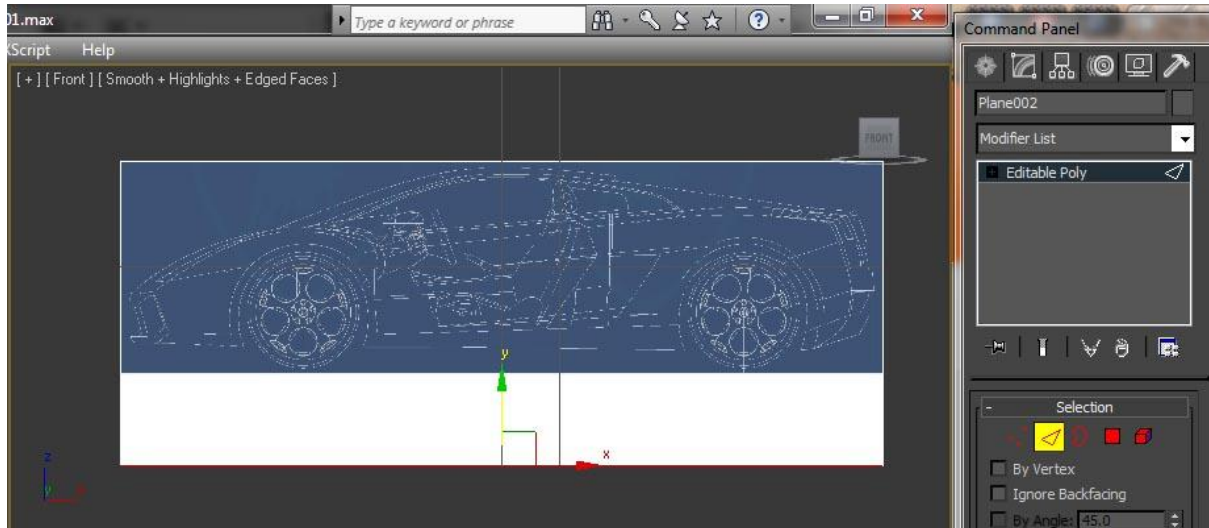 01.max
Type a keyword or phrase
Script Help
[ + ] [ Front ] [ Smooth + Highlights + Edged Faces ]
FRONT
y
x
z
y
x
Command Panel
Plane002
Modifier List
Editable Poly
- Selection
By Vertex
Ignore Backfacing
By Angle: 45.0